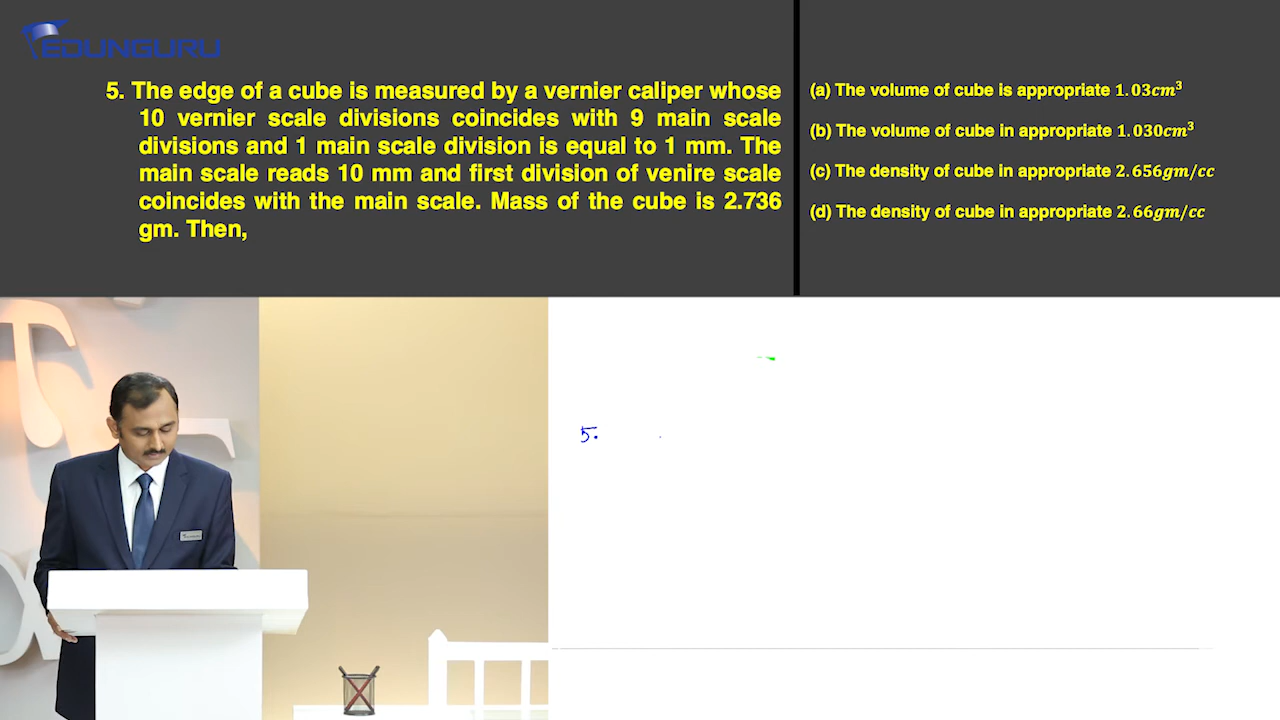 EDUNGURU
5. The edge of a cube is measured by a vernier caliper whose
10 vernier scale divisions coincides with 9 main scale
divisions and 1 main scale division is equal to 1 mm. The
main scale reads 10 mm and first division of venire scale
coincides with the main scale. Mass of the cube is 2.736
gm. Then,
(a) The volume of cube is appropriate 1.03cm³
(b) The volume of cube in appropriate 1.030cm³
(c) The density of cube in appropriate 2.656gm/cc
(d) The density of cube in appropriate 2.66gm/cc
5.